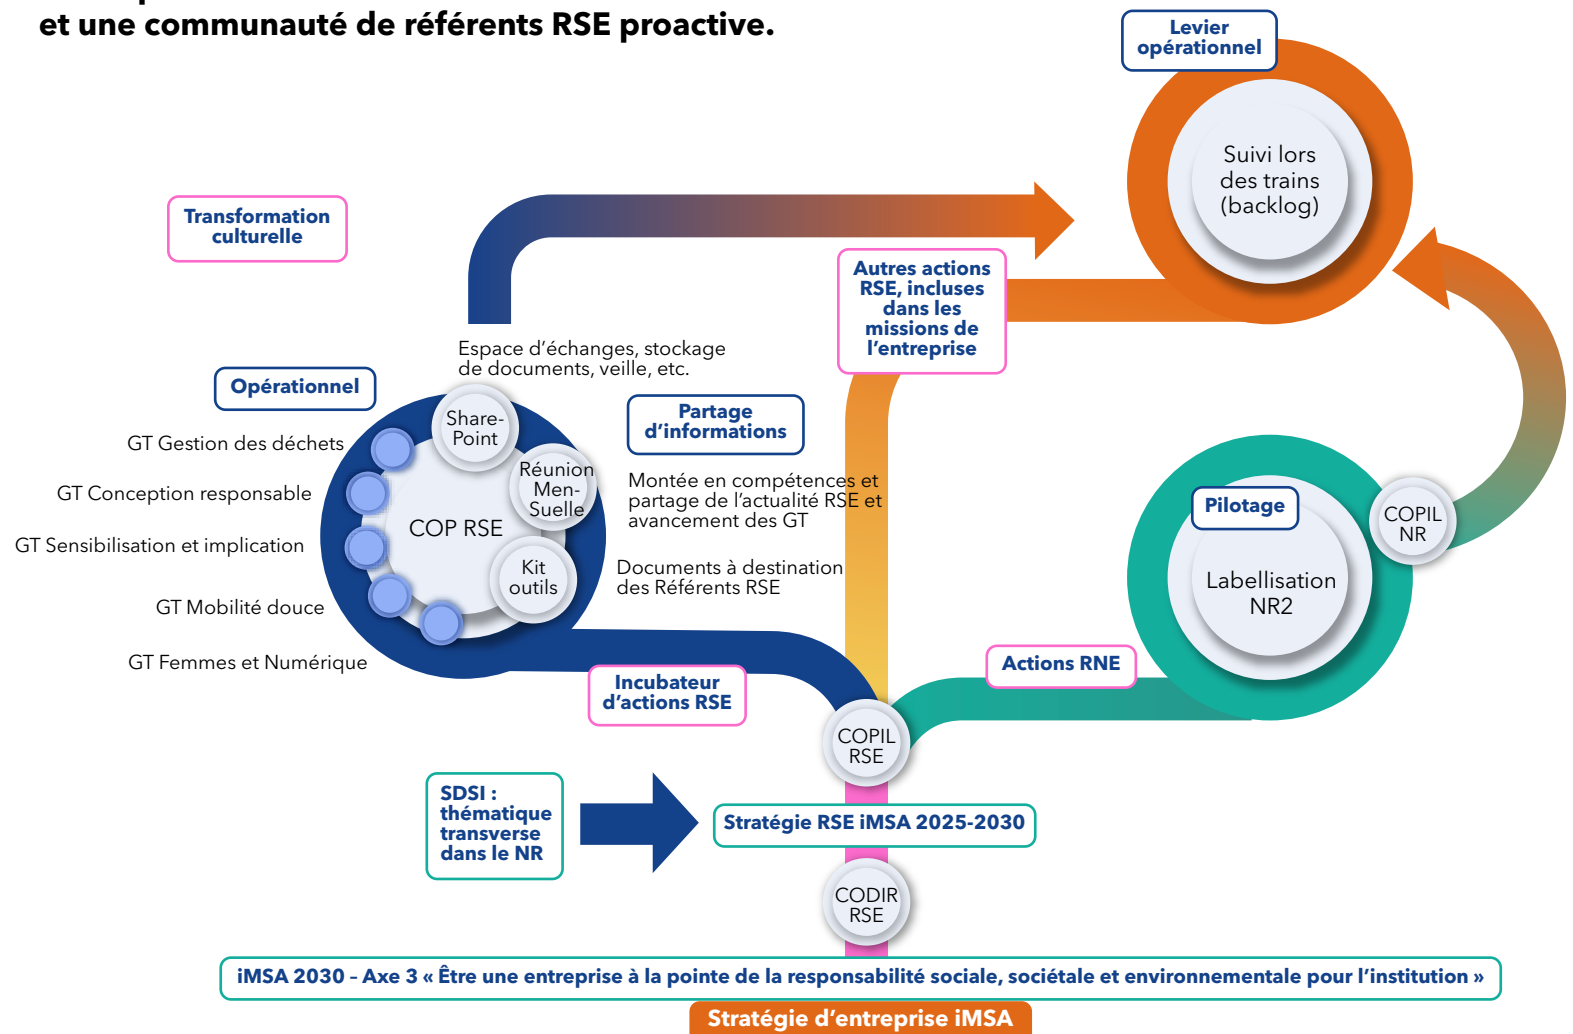 et une communauté de référents RSE proactive.
Levier
opérationnel
Suivi lors
des trains
(backlog)
Transformation
culturelle
Autres actions
RSE, incluses
dans les
missions de
l'entreprise
Espace d'échanges, stockage
de documents, veille, etc.
Opérationnel
Share-
Point
Partage
d'informations
GT Gestion des déchets
GT Conception responsable
GT Sensibilisation et implication
GT Mobilité douce
GT Femmes et Numérique
COP RSE
Réunion
Men-
Suelle
Montée en compétences et
partage de l'actualité RSE et
avancement des GT
Kit
outils
Documents à destination
des Référents RSE
Pilotage
COPIL
NR
Labellisation
NR2
Actions RNE
Incubateur
d'actions RSE
COPIL
RSE
SDSI :
thématique
transverse
dans le NR
Stratégie RSE iMSA 2025-2030
CODIR
RSE
iMSA 2030 – Axe 3 « Être une entreprise à la pointe de la responsabilité sociale, sociétale et environnementale pour l'institution »
Stratégie d'entreprise iMSA